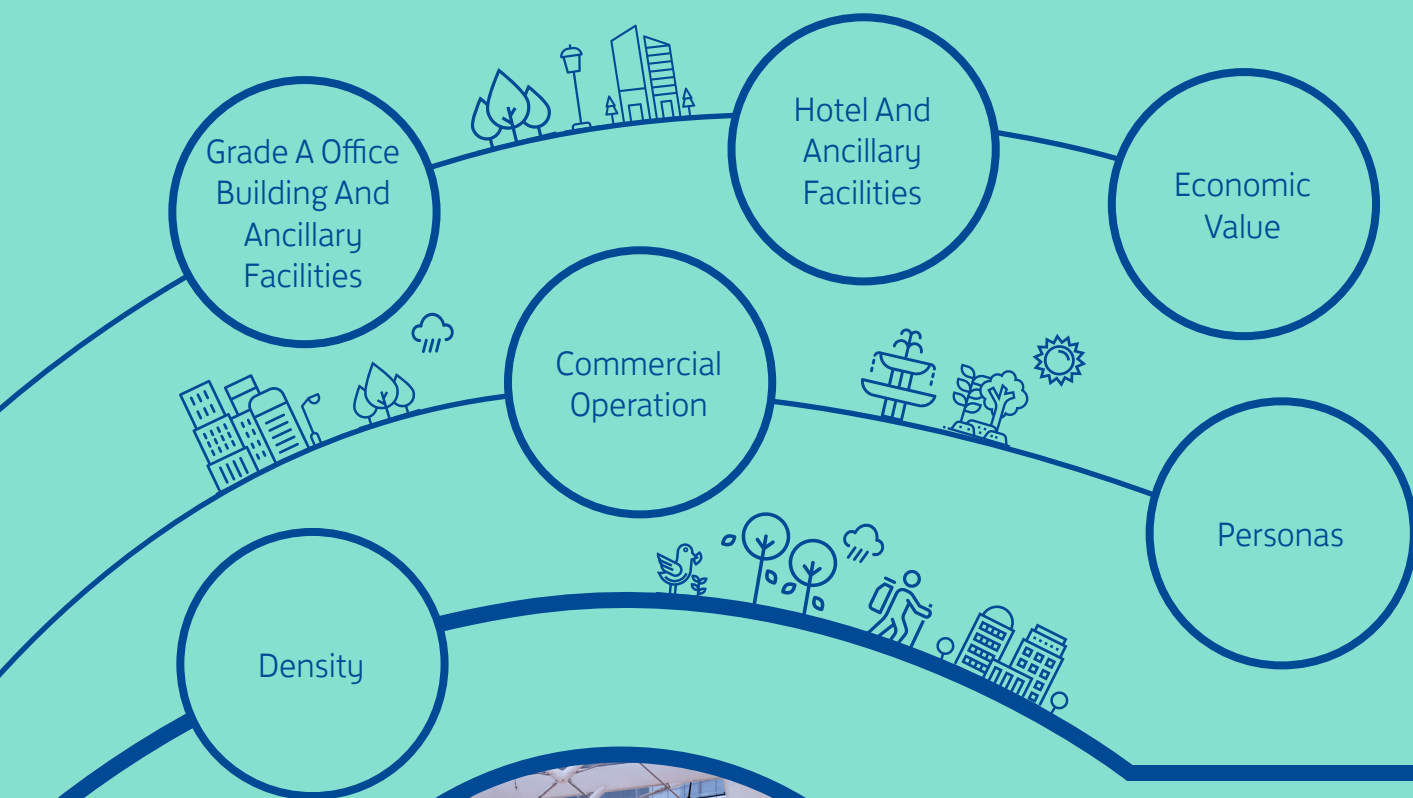 Grade A Office
Building And
Ancillary
Facilities
Hotel And
Ancillary
Facilities
Economic
Value
Commercial
Operation
Personas
Density